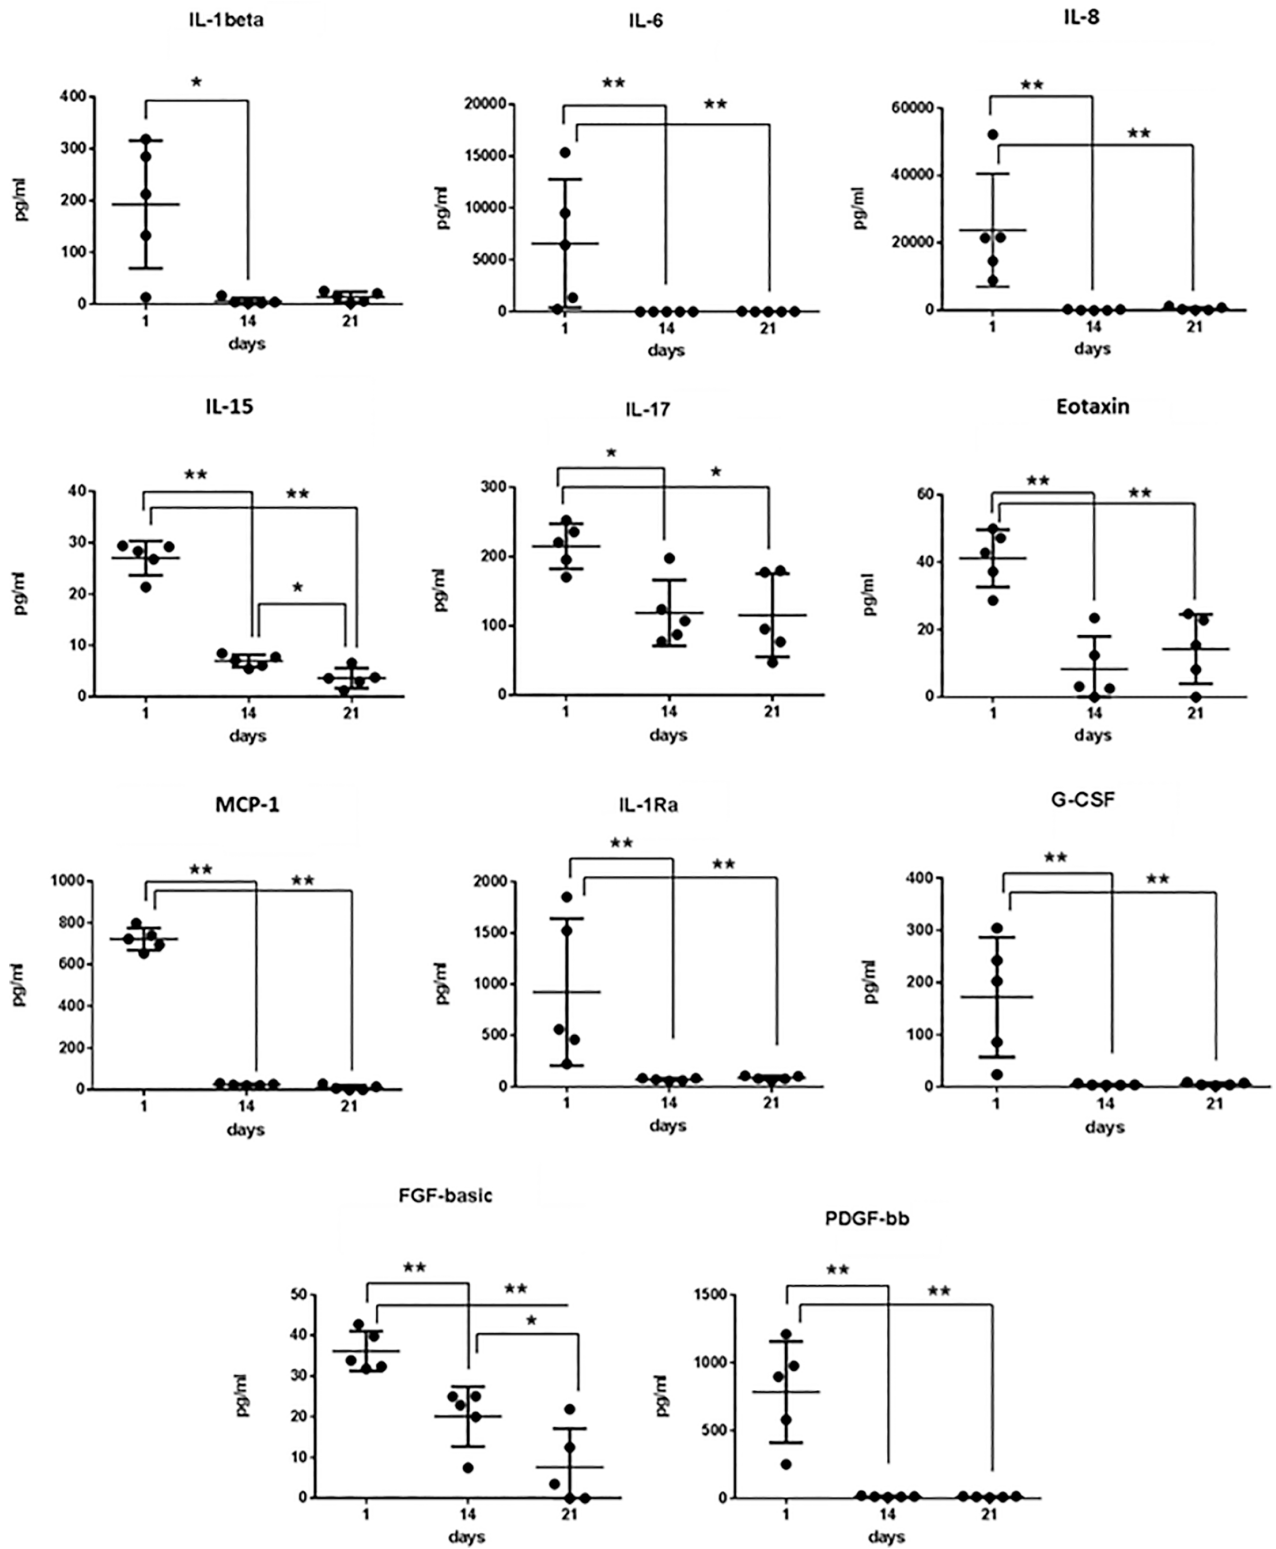 IL-1beta
*
400
300
200
100
0
pg/ml
1 14 21
days
IL-6
**
**
20000
15000
10000
5000
0
pg/ml
1 14 21
days
IL-8
**
**
60000
40000
20000
0
pg/ml
1 14 21
days
IL-15
**
**
*
40
30
20
10
0
pg/ml
1 14 21
days
IL-17
*
*
300
200
100
0
pg/ml
1 14 21
days
Eotaxin
**
**
60
40
20
0
pg/ml
1 14 21
days
MCP-1
**
**
1000
800
600
400
200
0
pg/ml
1 14 21
days
IL-1Ra
**
**
2000
1500
1000
500
0
pg/ml
1 14 21
days
G-CSF
**
**
400
300
200
100
0
pg/ml
1 14 21
days
FGF-basic
**
**
*
50
40
30
20
10
0
pg/ml
1 14 21
days
PDGF-bb
**
**
1500
1000
500
0
pg/ml
1 14 21
days